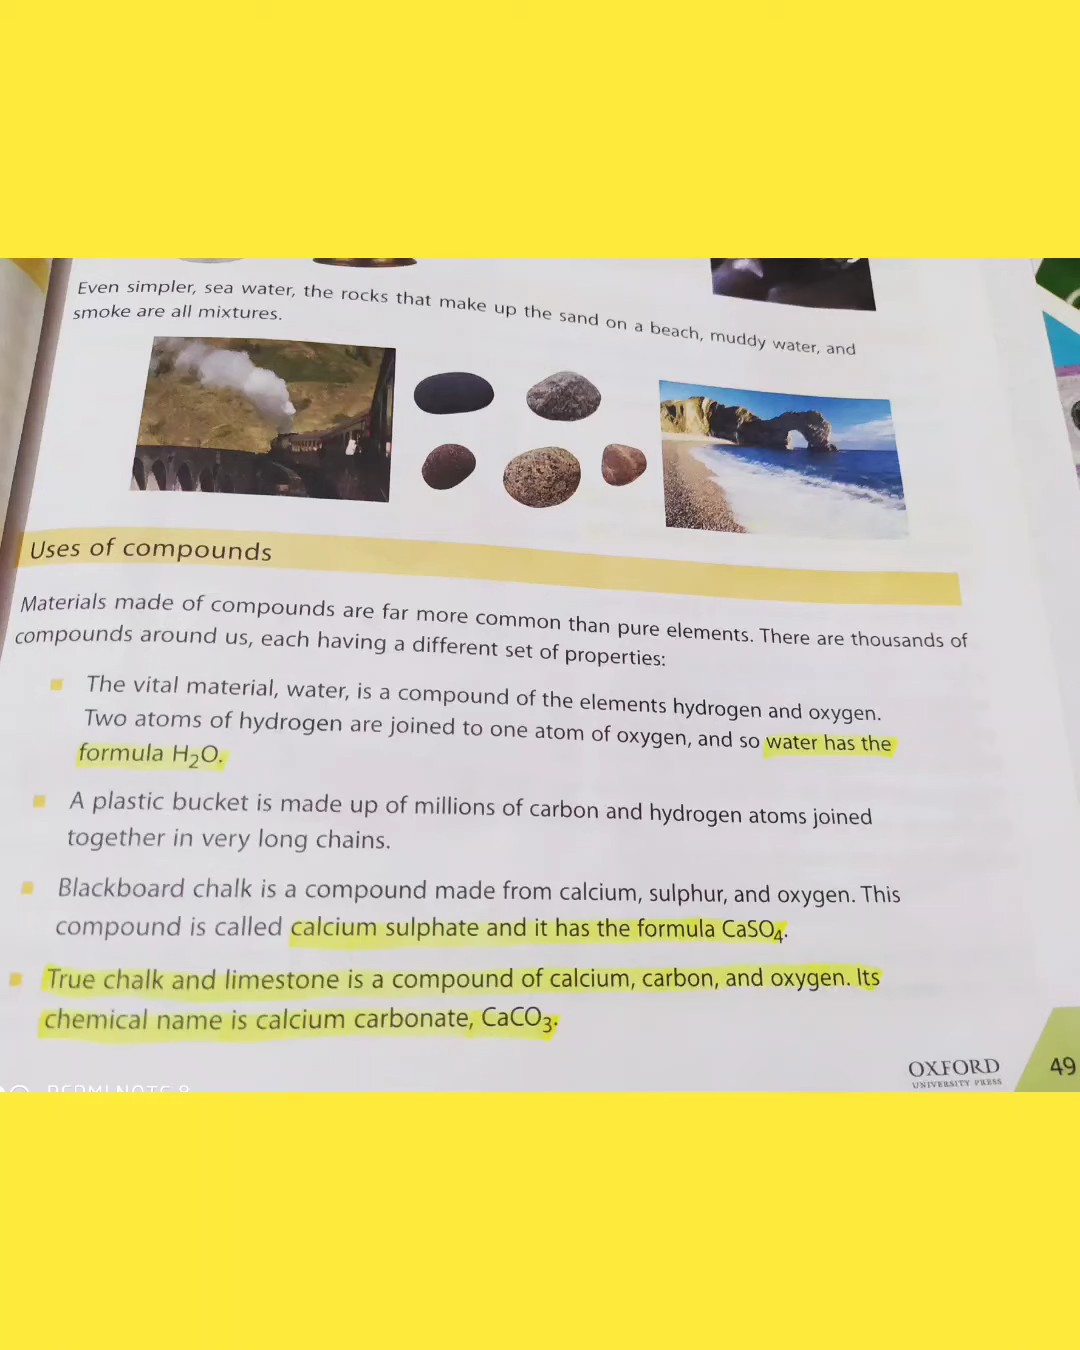 Even simpler, sea water, the rocks that make up the sand on a beach, muddy water, and
smoke are all mixtures.
Uses of compounds
Materials made of compounds are far more common than pure elements. There are thousands of
compounds around us, each having a different set of properties:
The vital material, water, is a compound of the elements hydrogen and oxygen.
Two atoms of hydrogen are joined to one atom of oxygen, and so water has the
formula H₂O.
A plastic bucket is made up of millions of carbon and hydrogen atoms joined
together in very long chains.
Blackboard chalk is a compound made from calcium, sulphur, and oxygen. This
compound is called calcium sulphate and it has the formula CaSO₄.
True chalk and limestone is a compound of calcium, carbon, and oxygen. Its
chemical name is calcium carbonate, CaCO₃.
OXFORD
UNIVERSITY PRESS
49